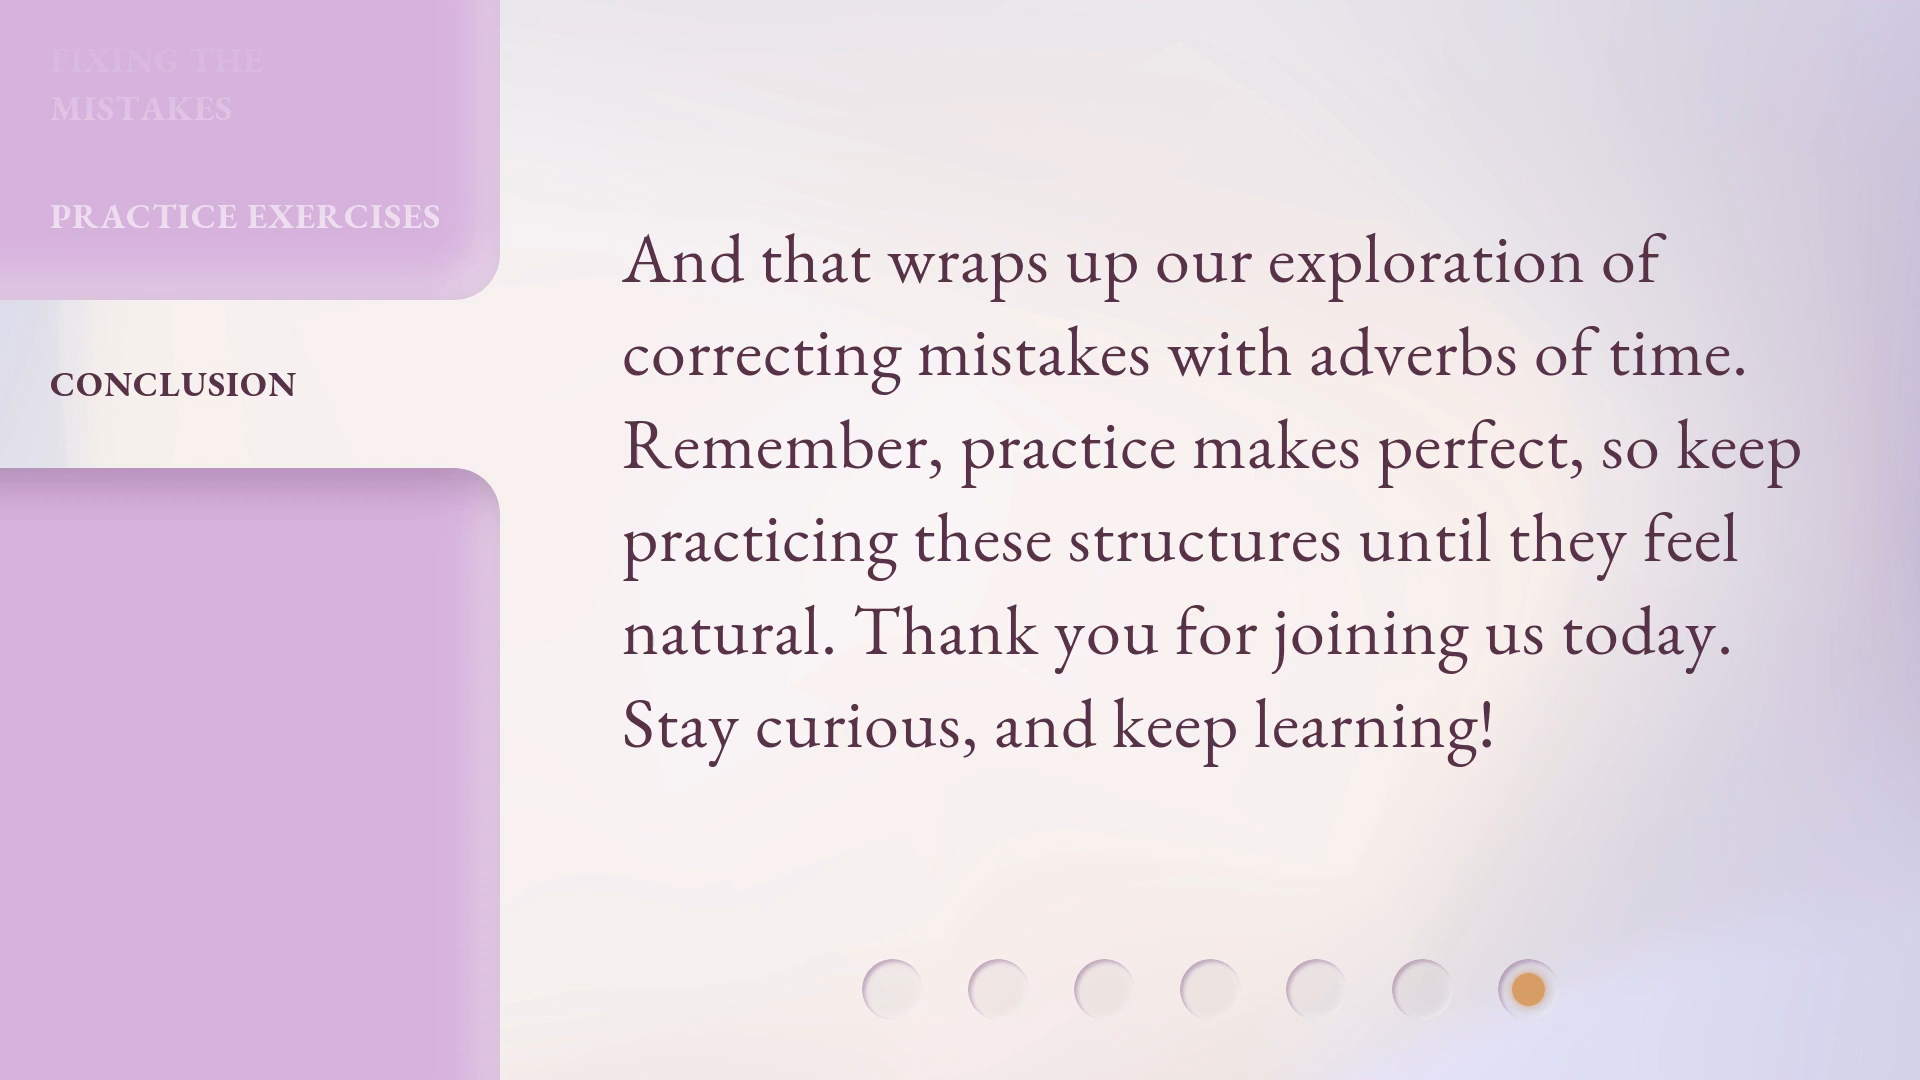 FIXING THE
MISTAKES
PRACTICE EXERCISES
CONCLUSION
And that wraps up our exploration of
correcting mistakes with adverbs of time.
Remember, practice makes perfect, so keep
practicing these structures until they feel
natural. Thank you for joining us today.
Stay curious, and keep learning!